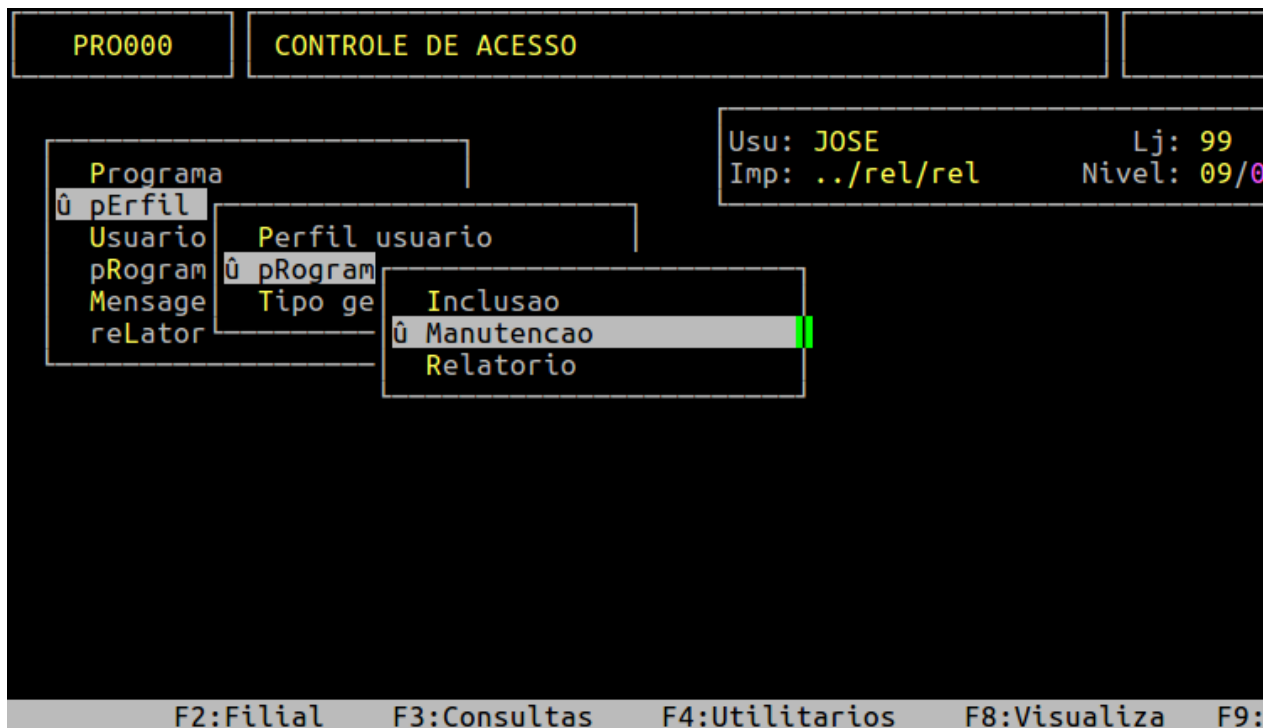 PRO000 CONTROLE DE ACESSO
Usu: JOSE Lj: 99
Imp: ../rel/rel Nivel: 09/0
Programa
û pErfil
Usuario
pRogram
Mensage
reLator
Perfil usuario
û pRogram
Tipo ge
Inclusao
û Manutencao
Relatorio
F2:Filial F3:Consultas F4:Utilitarios F8:Visualiza F9: